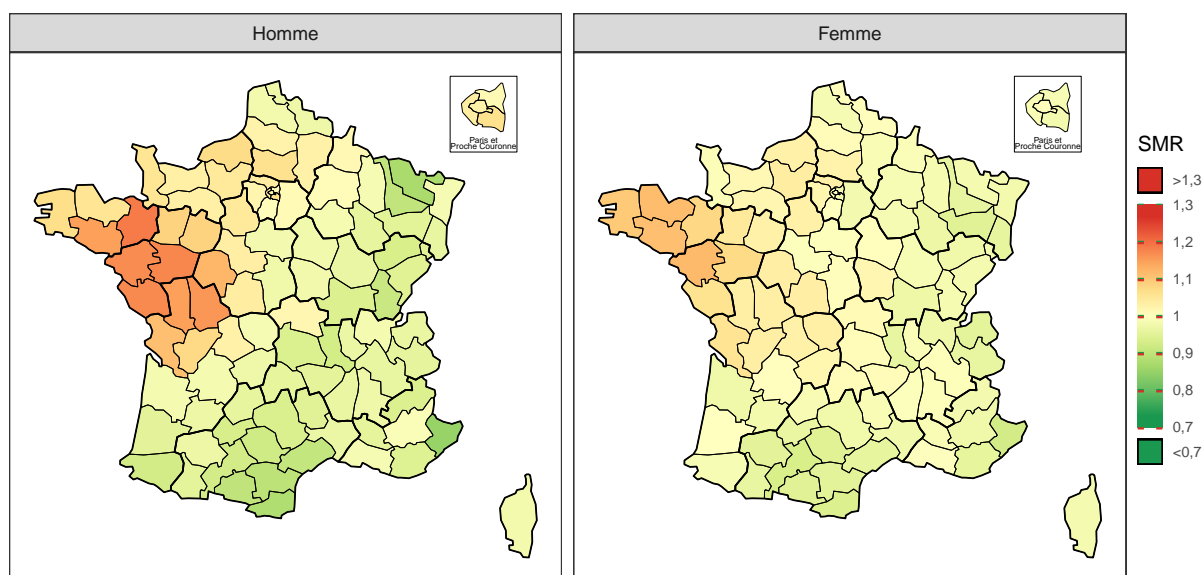 Homme
Femme
Paris et
Proche Couronne
Paris et
Proche Couronne
SMR
>1,3
1,3
1,2
1,1
1
0,9
0,8
0,7
<0,7